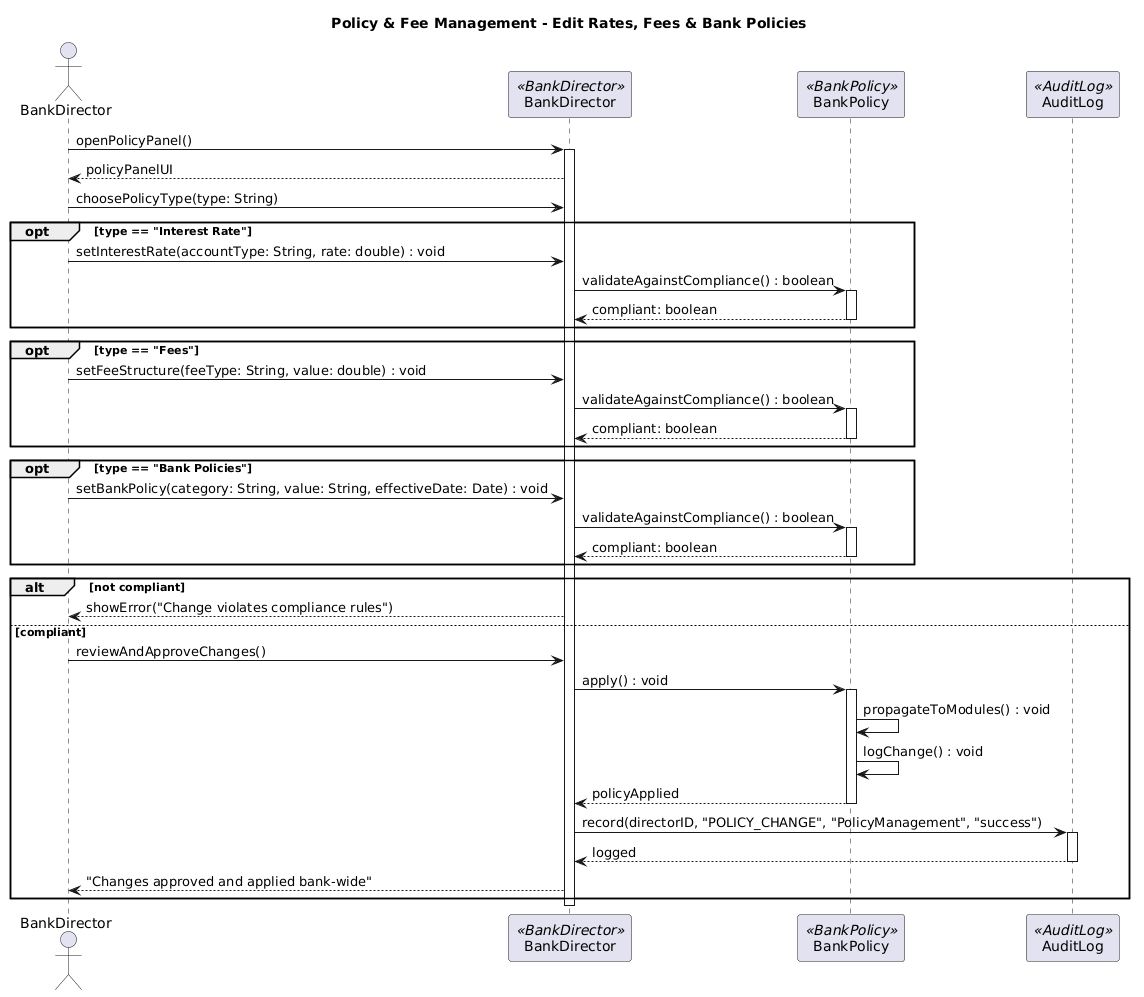 Policy & Fee Management - Edit Rates, Fees & Bank Policies
BankDirector
«BankDirector»
BankDirector
«BankPolicy»
BankPolicy
«AuditLog»
AuditLog
openPolicyPanel()
policyPanelUI
choosePolicyType(type: String)
opt
[type == "Interest Rate"]
setInterestRate(accountType: String, rate: double) : void
validateAgainstCompliance() : boolean
compliant: boolean
opt
[type == "Fees"]
setFeeStructure(feeType: String, value: double) : void
validateAgainstCompliance() : boolean
compliant: boolean
opt
[type == "Bank Policies"]
setBankPolicy(category: String, value: String, effectiveDate: Date) : void
validateAgainstCompliance() : boolean
compliant: boolean
alt
[not compliant]
showError("Change violates compliance rules")
[compliant]
reviewAndApproveChanges()
apply() : void
propagateToModules() : void
logChange() : void
policyApplied
record(directorID, "POLICY_CHANGE", "PolicyManagement", "success")
logged
"Changes approved and applied bank-wide"
BankDirector
«BankDirector»
BankDirector
«BankPolicy»
BankPolicy
«AuditLog»
AuditLog